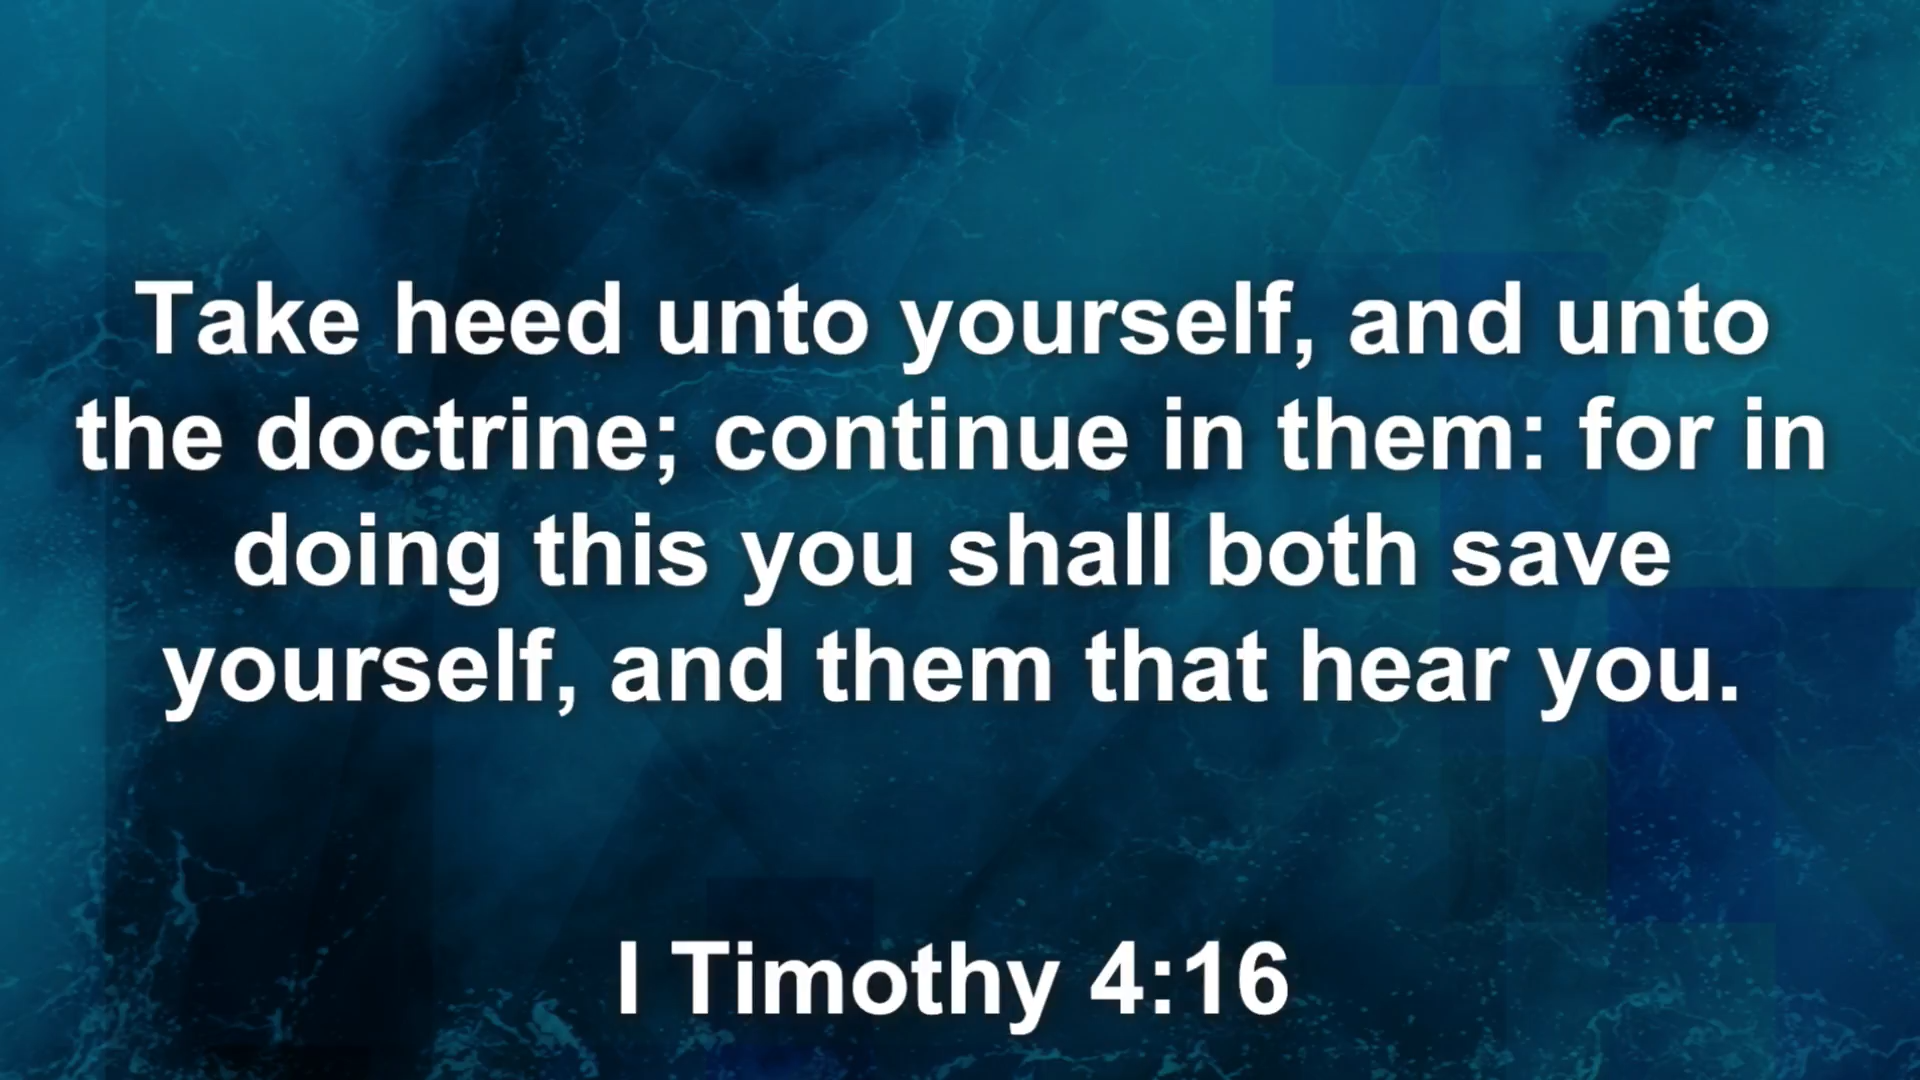 Take heed unto yourself, and unto
the doctrine; continue in them: for in
doing this you shall both save
yourself, and them that hear you.
I Timothy 4:16